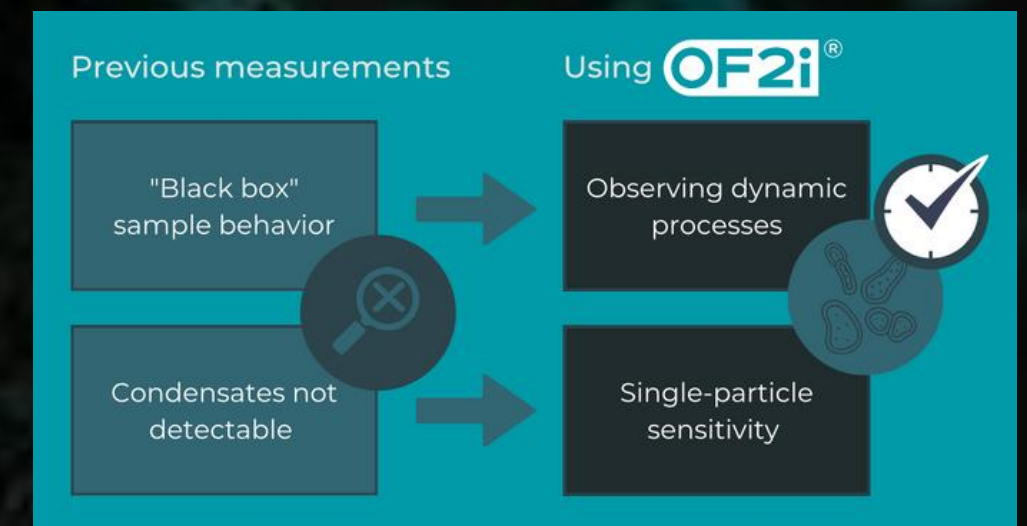 Previous measurements
Using OF2i®
"Black box"
sample behavior
Observing dynamic
processes
Condensates not
detectable
Single-particle
sensitivity